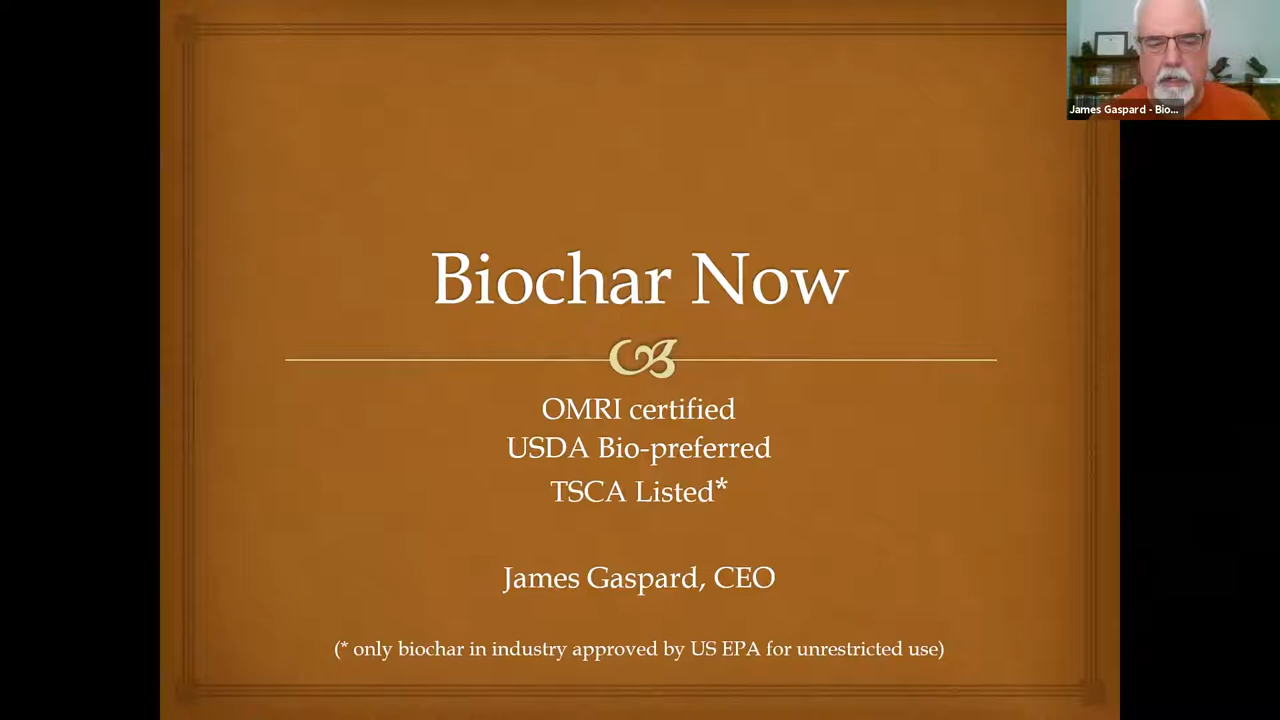 James Gaspard - Bio...
Biochar Now
OMRI certified
USDA Bio-preferred
TSCA Listed*
James Gaspard, CEO
(* only biochar in industry approved by US EPA for unrestricted use)